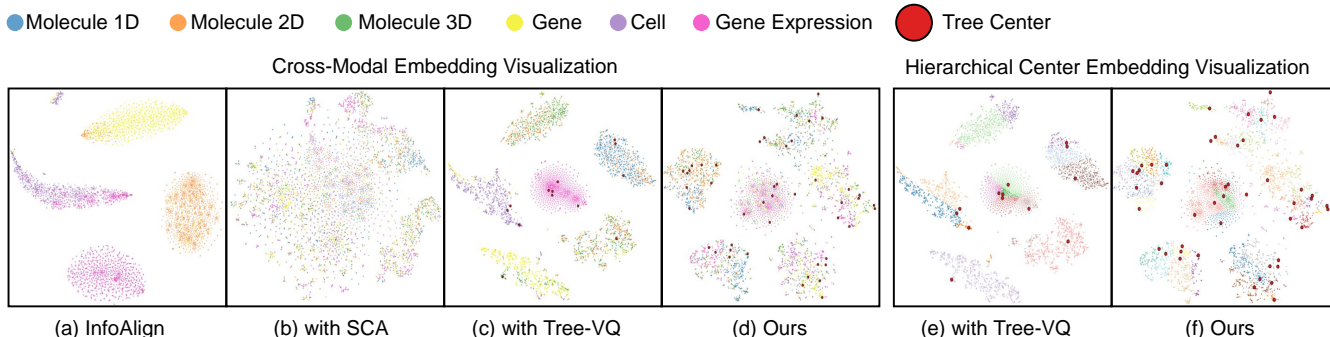 Molecule 1D Molecule 2D Molecule 3D Gene Cell Gene Expression Tree Center
Cross-Modal Embedding Visualization Hierarchical Center Embedding Visualization
(a) InfoAlign (b) with SCA (c) with Tree-VQ (d) Ours (e) with Tree-VQ (f) Ours